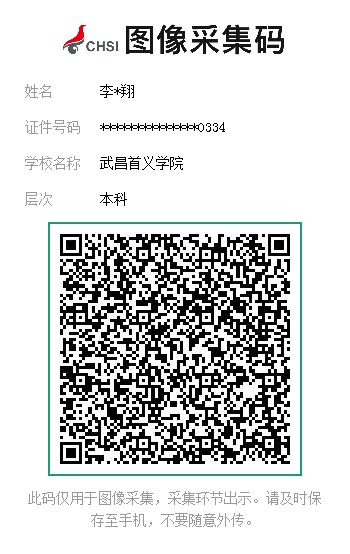 CHSI 图像采集码
姓名 李*翔
证件号码 **************0334
学校名称 武昌首义学院
层次 本科
此码仅用于图像采集，采集环节出示。请及时保
存至手机，不要随意外传。